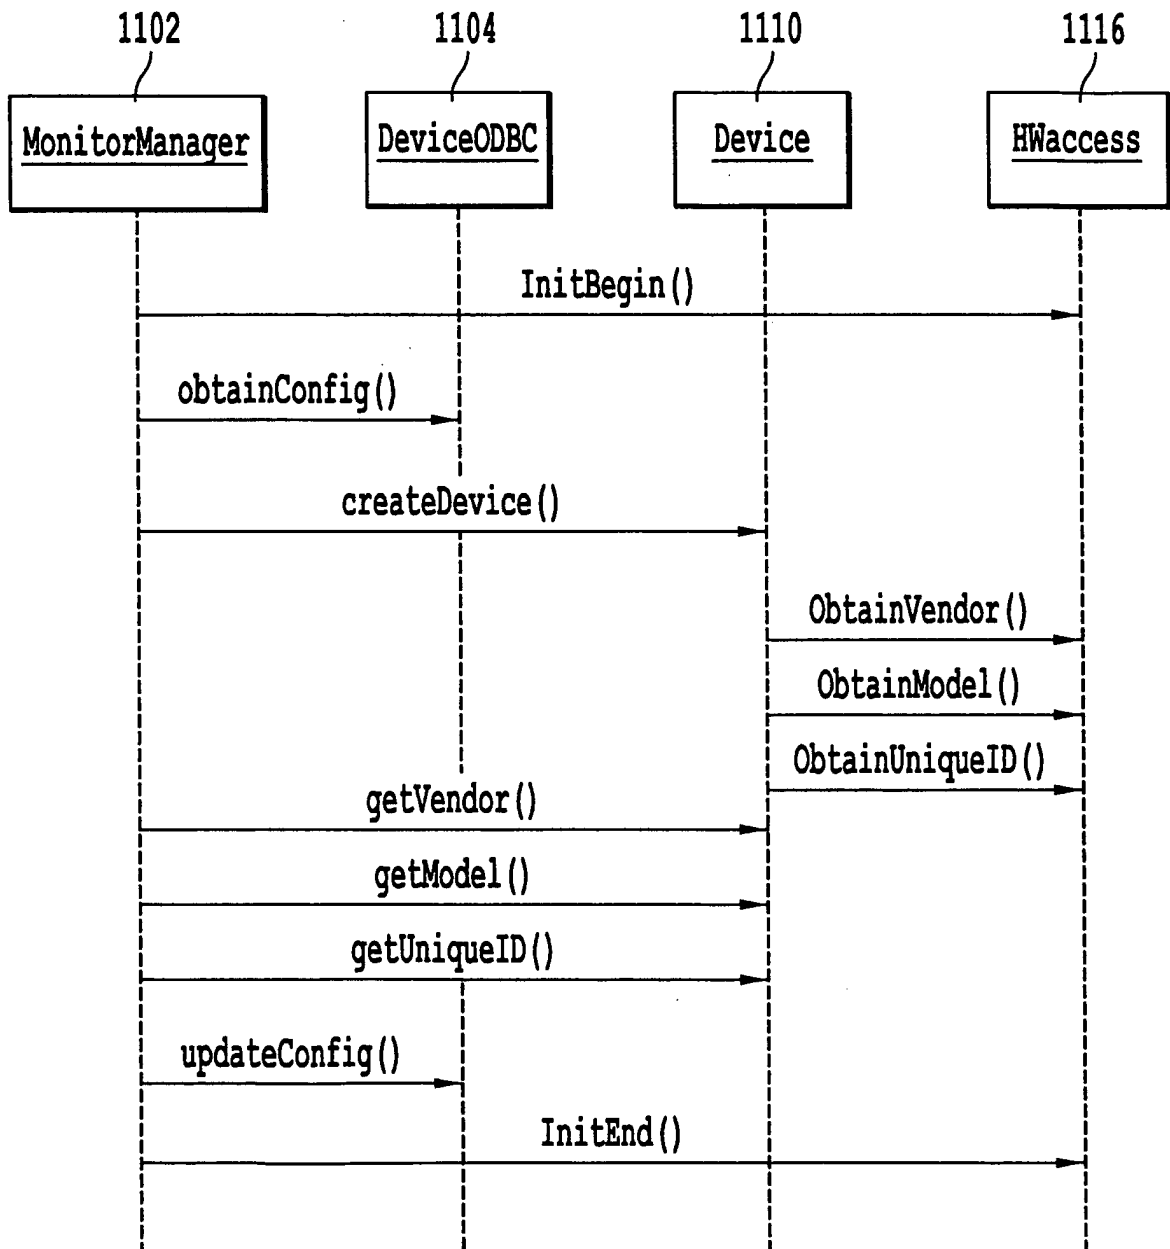 1102 1104 1110 1116
MonitorManager DeviceODBC Device HWaccess
InitBegin()
obtainConfig()
createDevice()
ObtainVendor()
ObtainModel()
ObtainUniqueID()
getVendor()
getModel()
getUniqueID()
updateConfig()
InitEnd()